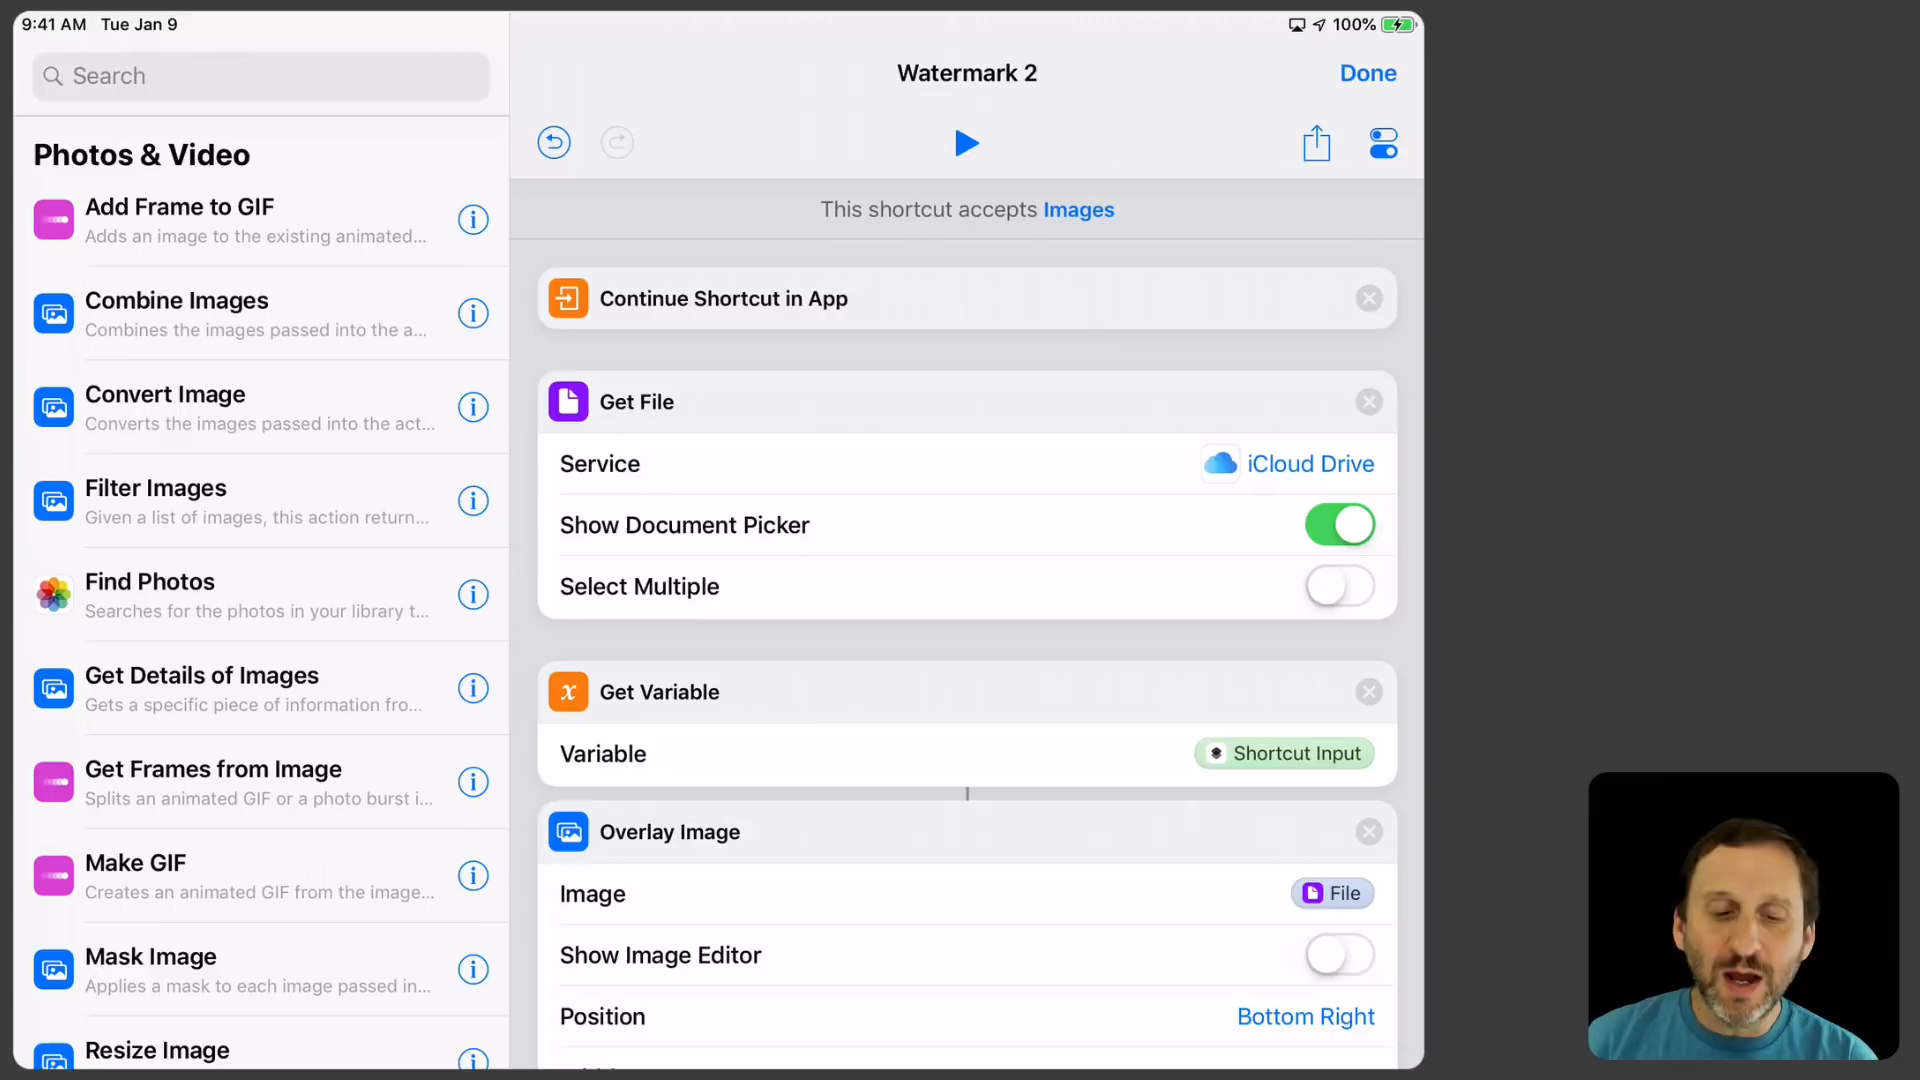 9:41 AM Tue Jan 9
100%
Search
Watermark 2
Done
Photos & Video
This shortcut accepts Images
Add Frame to GIF
Adds an image to the existing animated...
Combine Images
Combines the images passed into the a...
Convert Image
Converts the images passed into the act...
Filter Images
Given a list of images, this action return...
Find Photos
Searches for the photos in your library t...
Get Details of Images
Gets a specific piece of information fro...
Get Frames from Image
Splits an animated GIF or a photo burst i...
Make GIF
Creates an animated GIF from the image...
Mask Image
Applies a mask to each image passed in...
Resize Image
Continue Shortcut in App
Get File
Service
iCloud Drive
Show Document Picker
Select Multiple
x Get Variable
Variable
Shortcut Input
Overlay Image
Image
File
Show Image Editor
Position
Bottom Right